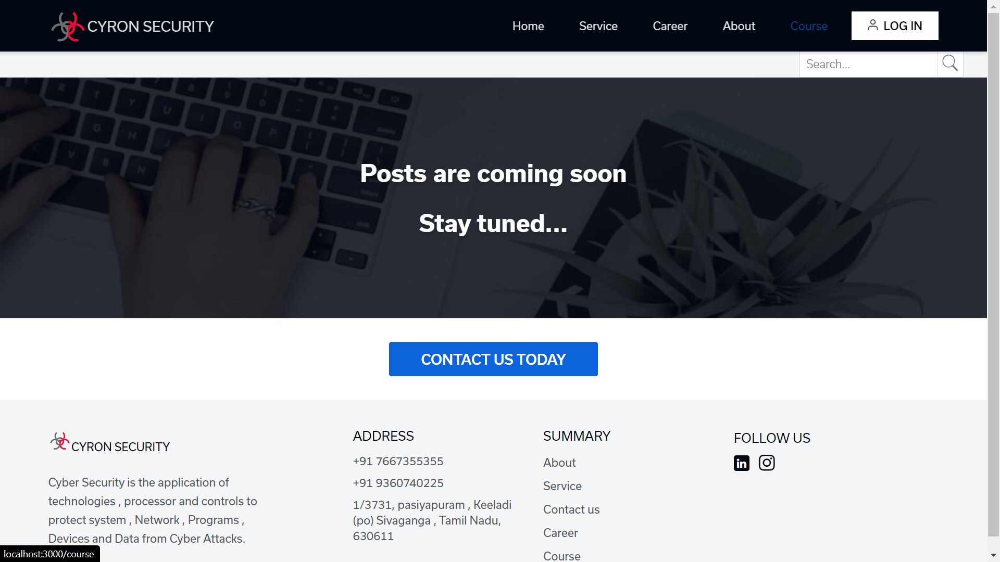 CYRON SECURITY
Home
Service
Career
About
Course
LOG IN
Search...
Posts are coming soon
Stay tuned...
CONTACT US TODAY
CYRON SECURITY
Cyber Security is the application of
technologies , processor and controls to
protect system , Network , Programs ,
Devices and Data from Cyber Attacks.
ADDRESS
+91 7667355355
+91 9360740225
1/3731, pasiyapuram , Keeladi
(po) Sivaganga , Tamil Nadu,
630611
SUMMARY
About
Service
Contact us
Career
Course
FOLLOW US
in
localhost:3000/course